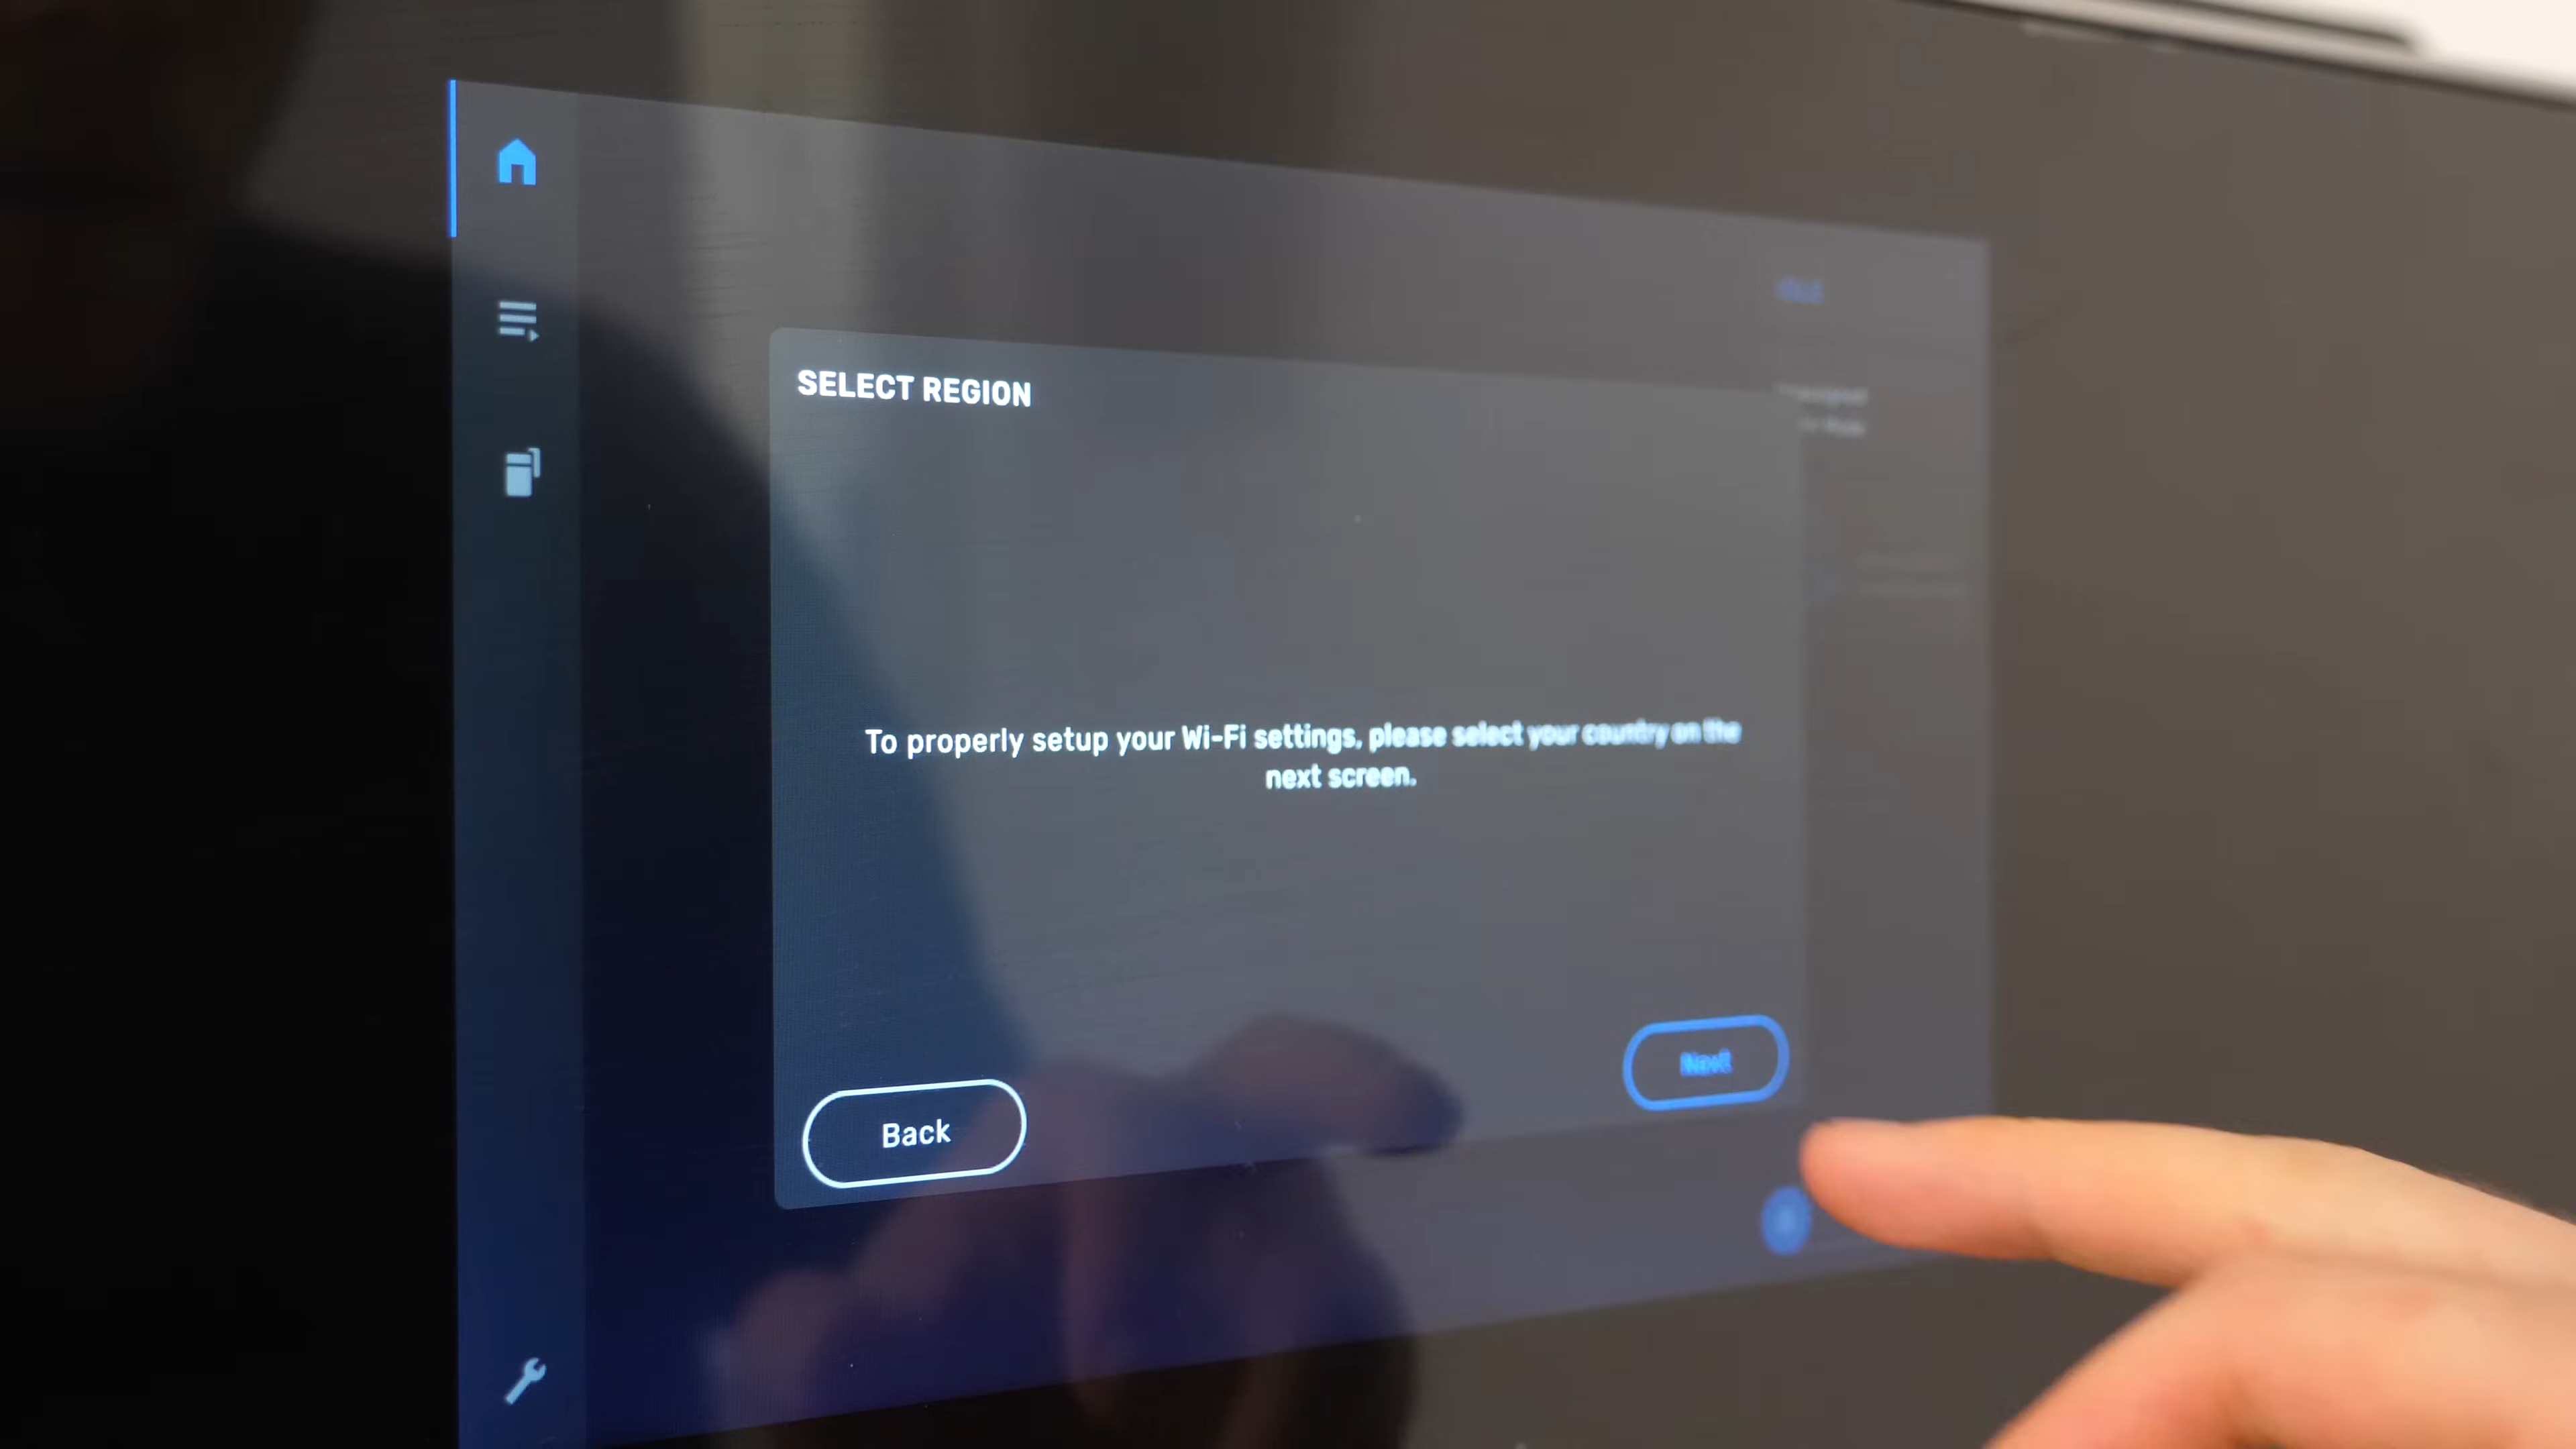 SELECT REGION
To properly setup your Wi-Fi settings, please select your country on the
next screen.
Next
Back